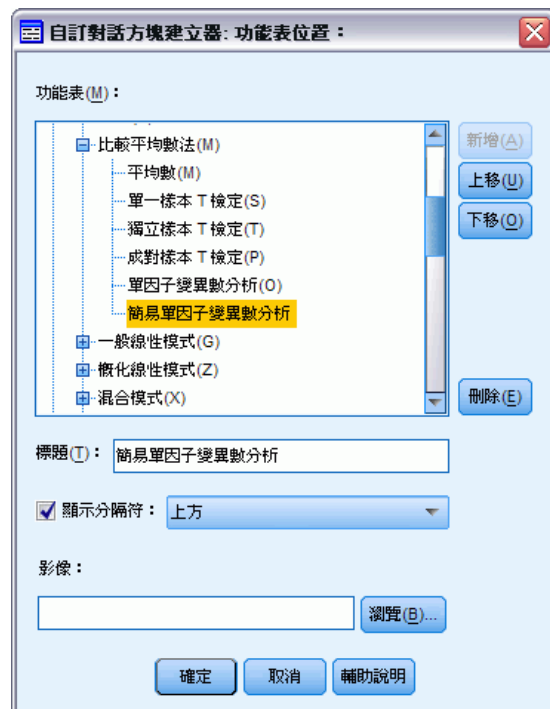 自訂對話方塊建立器: 功能表位置：
功能表(M)：
比較平均數法(M)
平均數(M)
單一樣本 T 檢定(S)
獨立樣本 T 檢定(T)
成對樣本 T 檢定(P)
單因子變異數分析(O)
簡易單因子變異數分析
一般線性模式(G)
概化線性模式(Z)
混合模式(X)
新增(A)
上移(U)
下移(O)
刪除(E)
標題(T)： 簡易單因子變異數分析
顯示分隔符： 上方
影像：
瀏覽(B)...
確定 取消 輔助說明